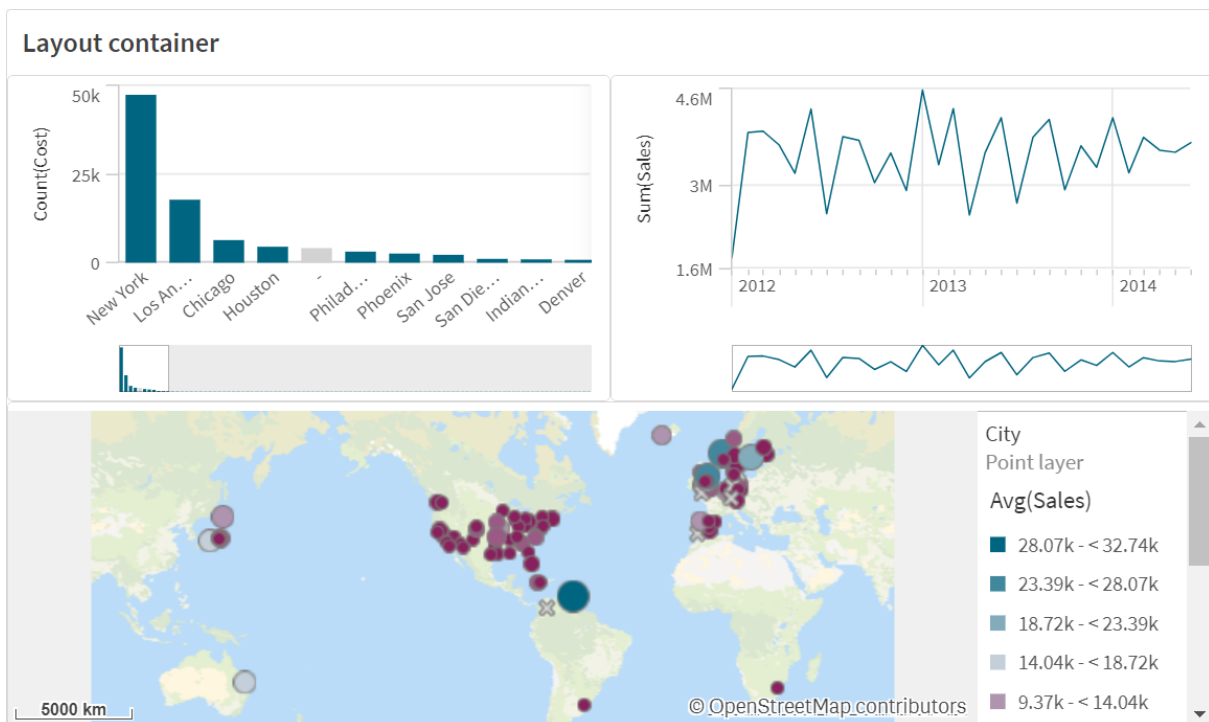 Layout container
Count(Cost)
50k
25k
0
New York
Los An...
Chicago
Houston
-
Philad...
Phoenix
San Jose
San Die...
Indian...
Denver
Sum(Sales)
4.6M
3M
1.6M
2012
2013
2014
5000 km
© OpenStreetMap contributors
City
Point layer
Avg(Sales)
28.07k - < 32.74k
23.39k - < 28.07k
18.72k - < 23.39k
14.04k - < 18.72k
9.37k - < 14.04k